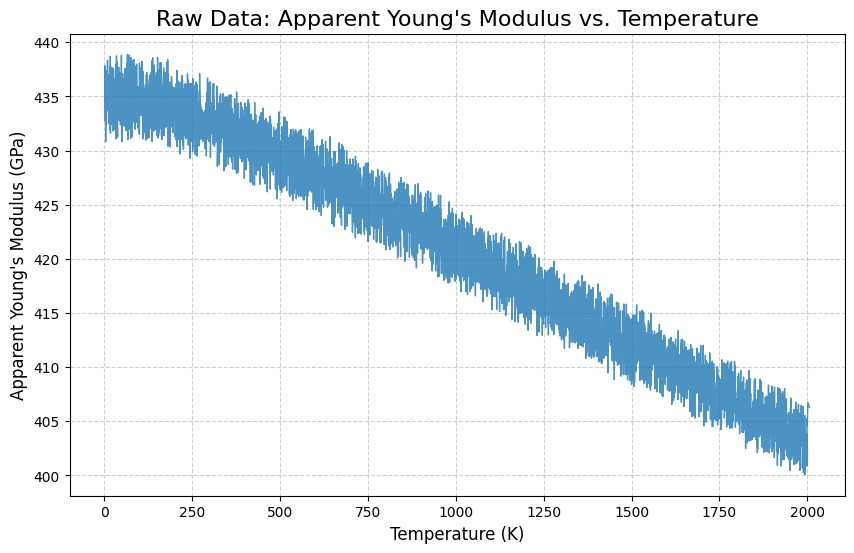 Raw Data: Apparent Young's Modulus vs. Temperature
Apparent Young's Modulus (GPa)
440
435
430
425
420
415
410
405
400
0 250 500 750 1000 1250 1500 1750 2000
Temperature (K)